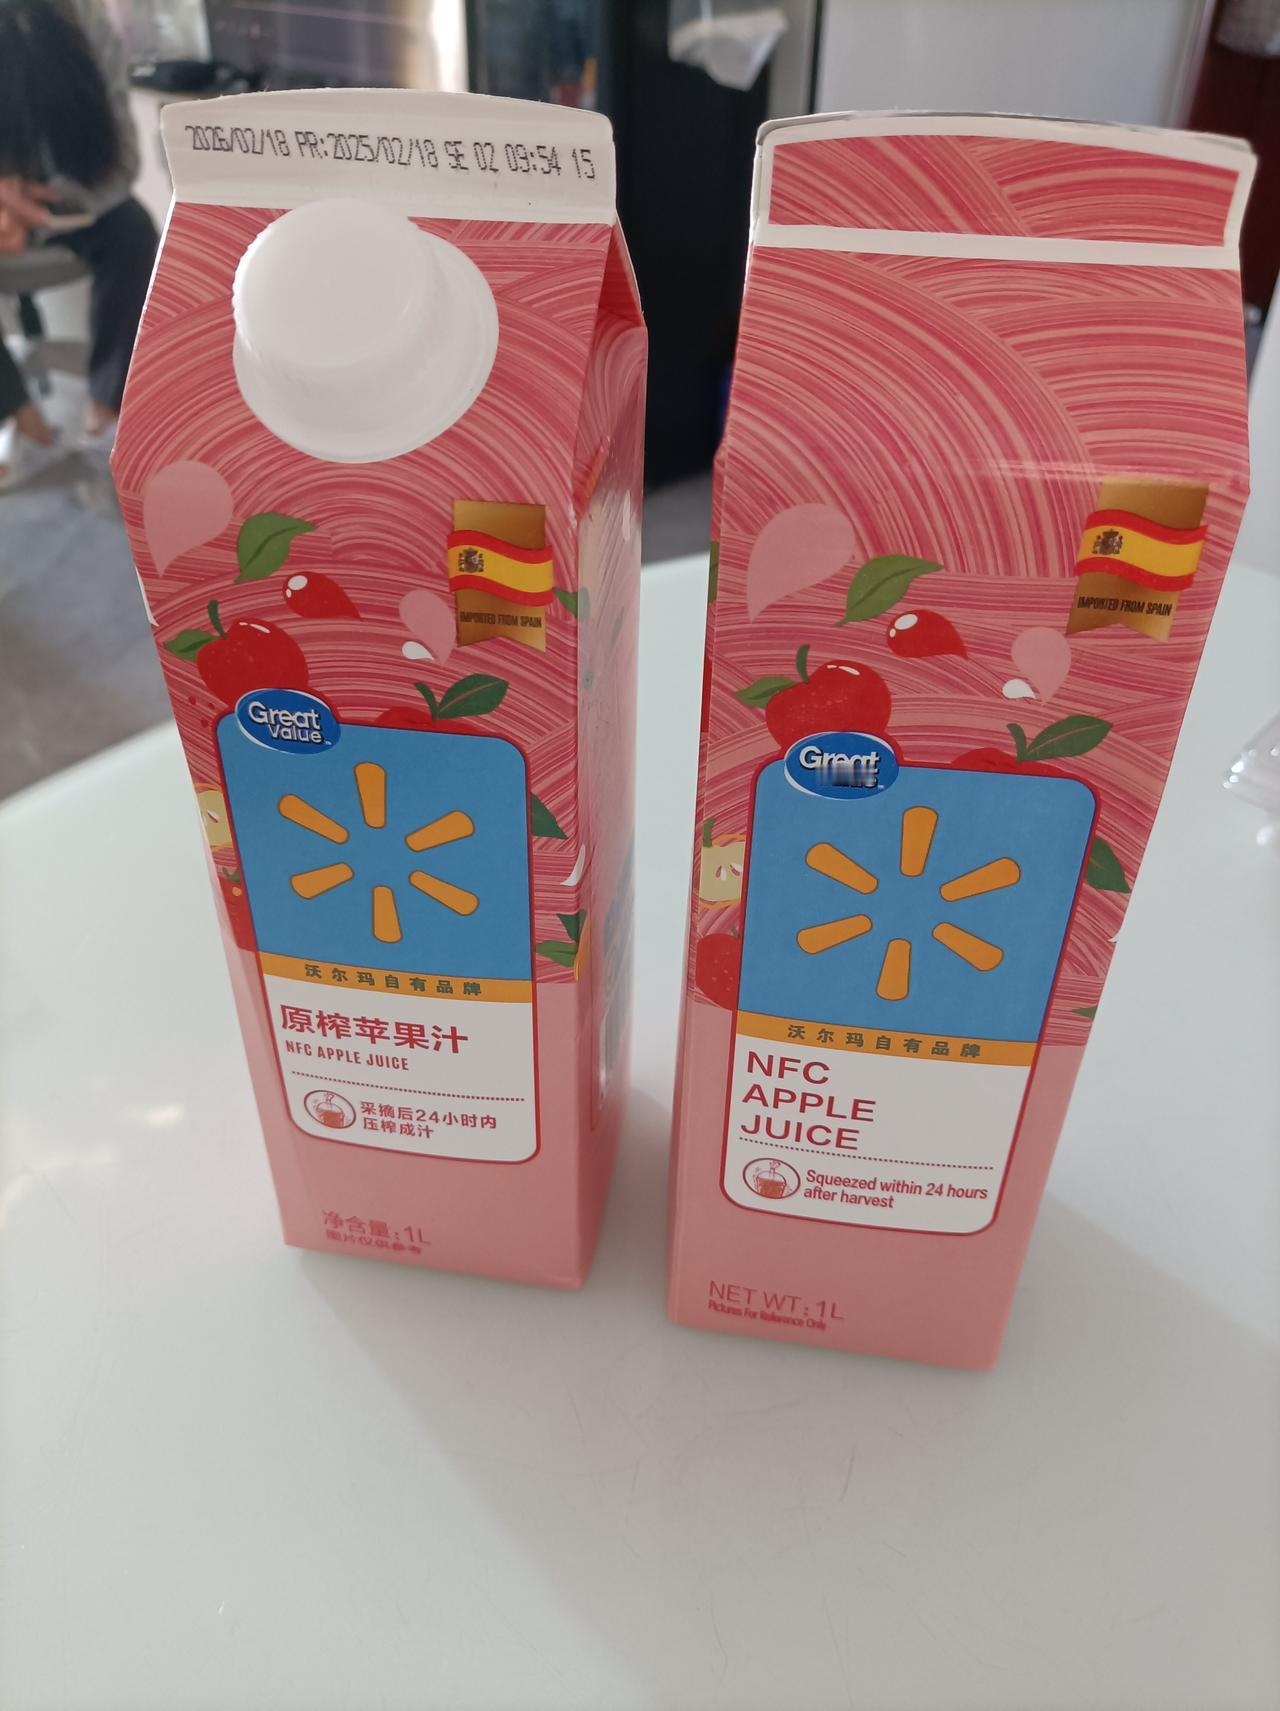 2026/02/18 PR:2025/02/18 SE 02 09:54 15
IMPORTED FROM SPAIN
Great
Value
沃尔玛自有品牌
原榨苹果汁
NFC APPLE JUICE
采摘后24小时内
压榨成汁
净含量:1L
图片仅供参考
IMPORTED FROM SPAIN
Great
沃尔玛自有品牌
NFC
APPLE
JUICE
Squeezed within 24 hours
after harvest
NET WT:1L
Pictures For Reference Only